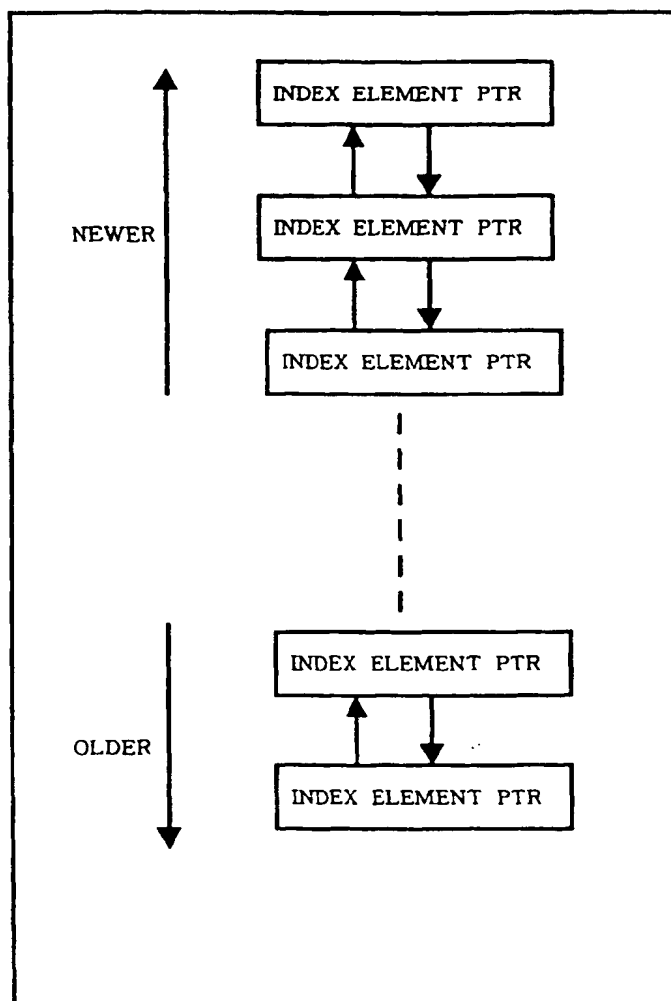 INDEX ELEMENT PTR
NEWER
INDEX ELEMENT PTR
INDEX ELEMENT PTR
INDEX ELEMENT PTR
OLDER
INDEX ELEMENT PTR